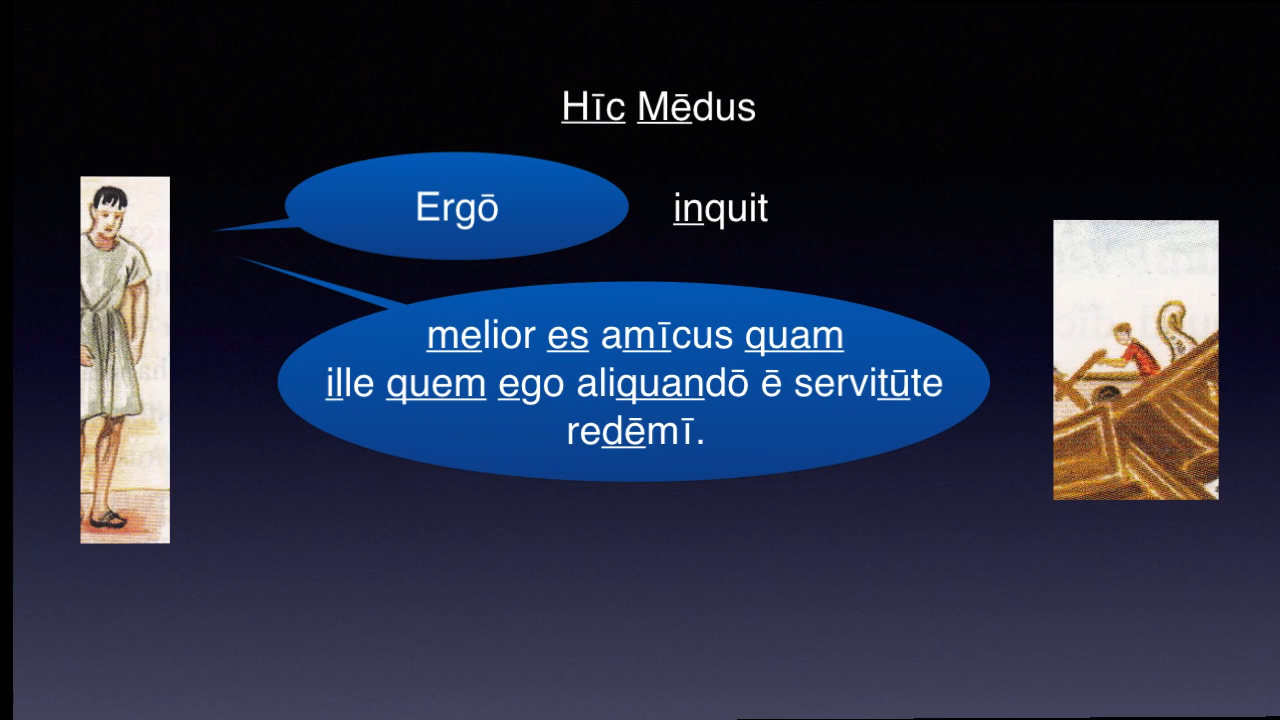 Hīc Mēdus
Ergō inquit
melior es amīcus quam
ille quem ego aliquandō ē servitūte
redēmī.